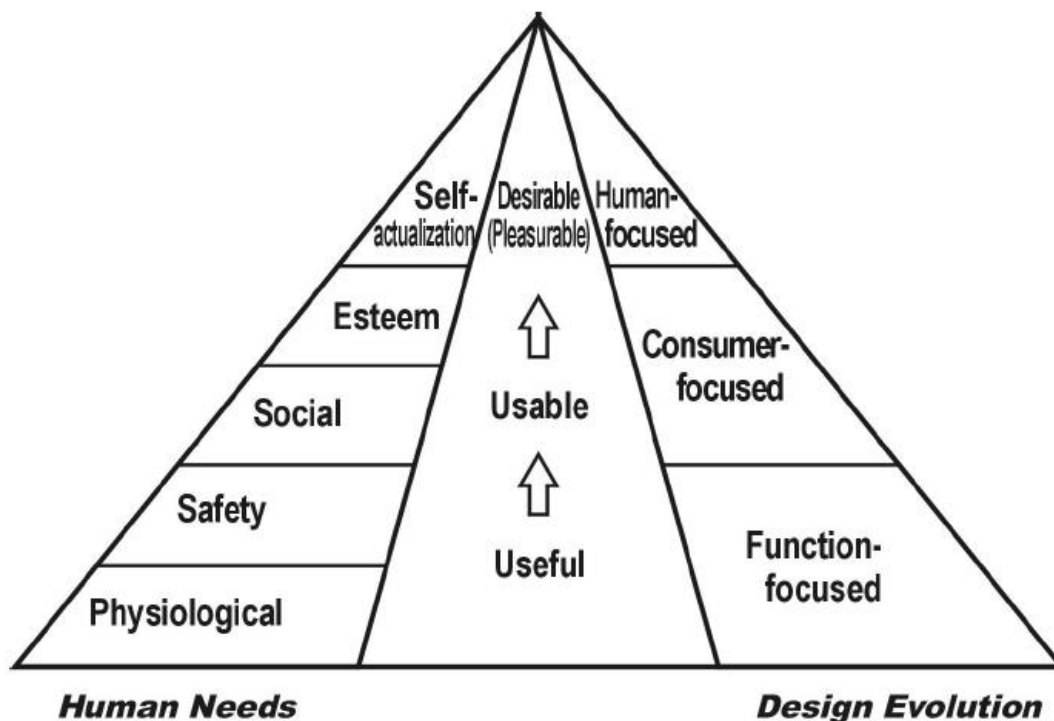 Self-
actualization
Desirable
(Pleasurable)
Human-
focused
Esteem
Consumer-
focused
Social
Usable
Safety
Useful
Function-
focused
Physiological
Human Needs
Design Evolution